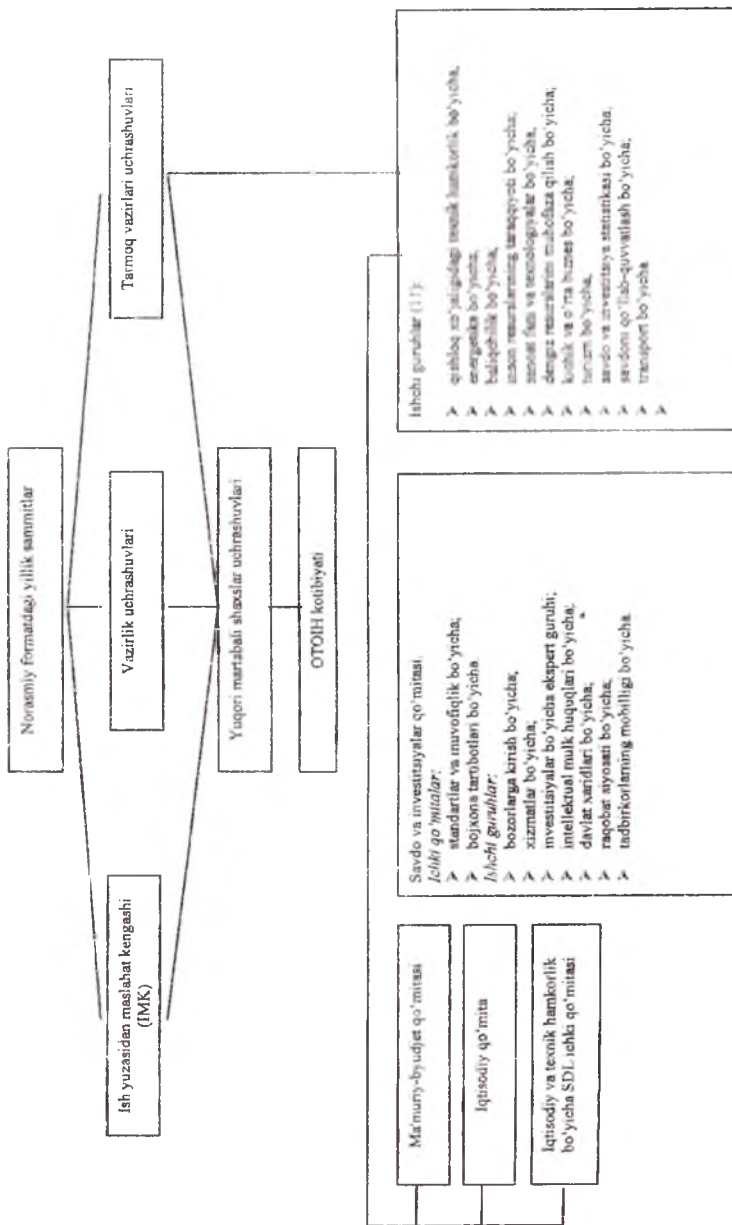 Norasmiy formatdagi yillik sammitlar
Ish yuzasidan maslahat kengashi
(IMK)
Vazirlik uchrashuvlari
Tarmoq vazirlari uchrashuvlari
Yuqori martabali shaxslar uchrashuvlari
OTOIH kotibiyati
Ma'muriy-byudjet qo'mitasi
Iqtisodiy qo'mita
Iqtisodiy va texnik hamkorlik
bo'yicha SDL ichki qo'mitasi
Savdo va investitsiyalar qo'mitasi.
Ichki qo'mitalar:
➤ standartlar va muvofiqlik bo'yicha;
➤ bojxona tartibotlari bo'yicha
Ishchi guruhlar:
➤ bozorlarga kirish bo'yicha;
➤ xizmatlar bo'yicha;
➤ investitsiyalar bo'yicha ekspert guruhi;
➤ intellektual mulk huquqlari bo'yicha;
➤ davlat xaridlari bo'yicha;
➤ raqobat siyosati bo'yicha;
➤ tadbirkorlarning mobilligi bo'yicha.
Ishchi guruhlar (11):
➤ qishloq xo'jaligidagi texnik hamkorlik bo'yicha,
➤ energetika bo'yicha;
➤ baliqchilik bo'yicha;
➤ inson resurslarining taraqqiyoti bo'yicha;
➤ sanoat fani va texnologiyalar bo'yicha,
➤ dengiz resurslarini muhofaza qilish bo'yicha;
➤ kichik va o'rta biznes bo'yicha;
➤ turizm bo'yicha;
➤ savdo va investitsiya statistikasi bo'yicha.
➤ savdoni qo'llab-quvvatlash bo'yicha;
➤ transport bo'yicha.
➤